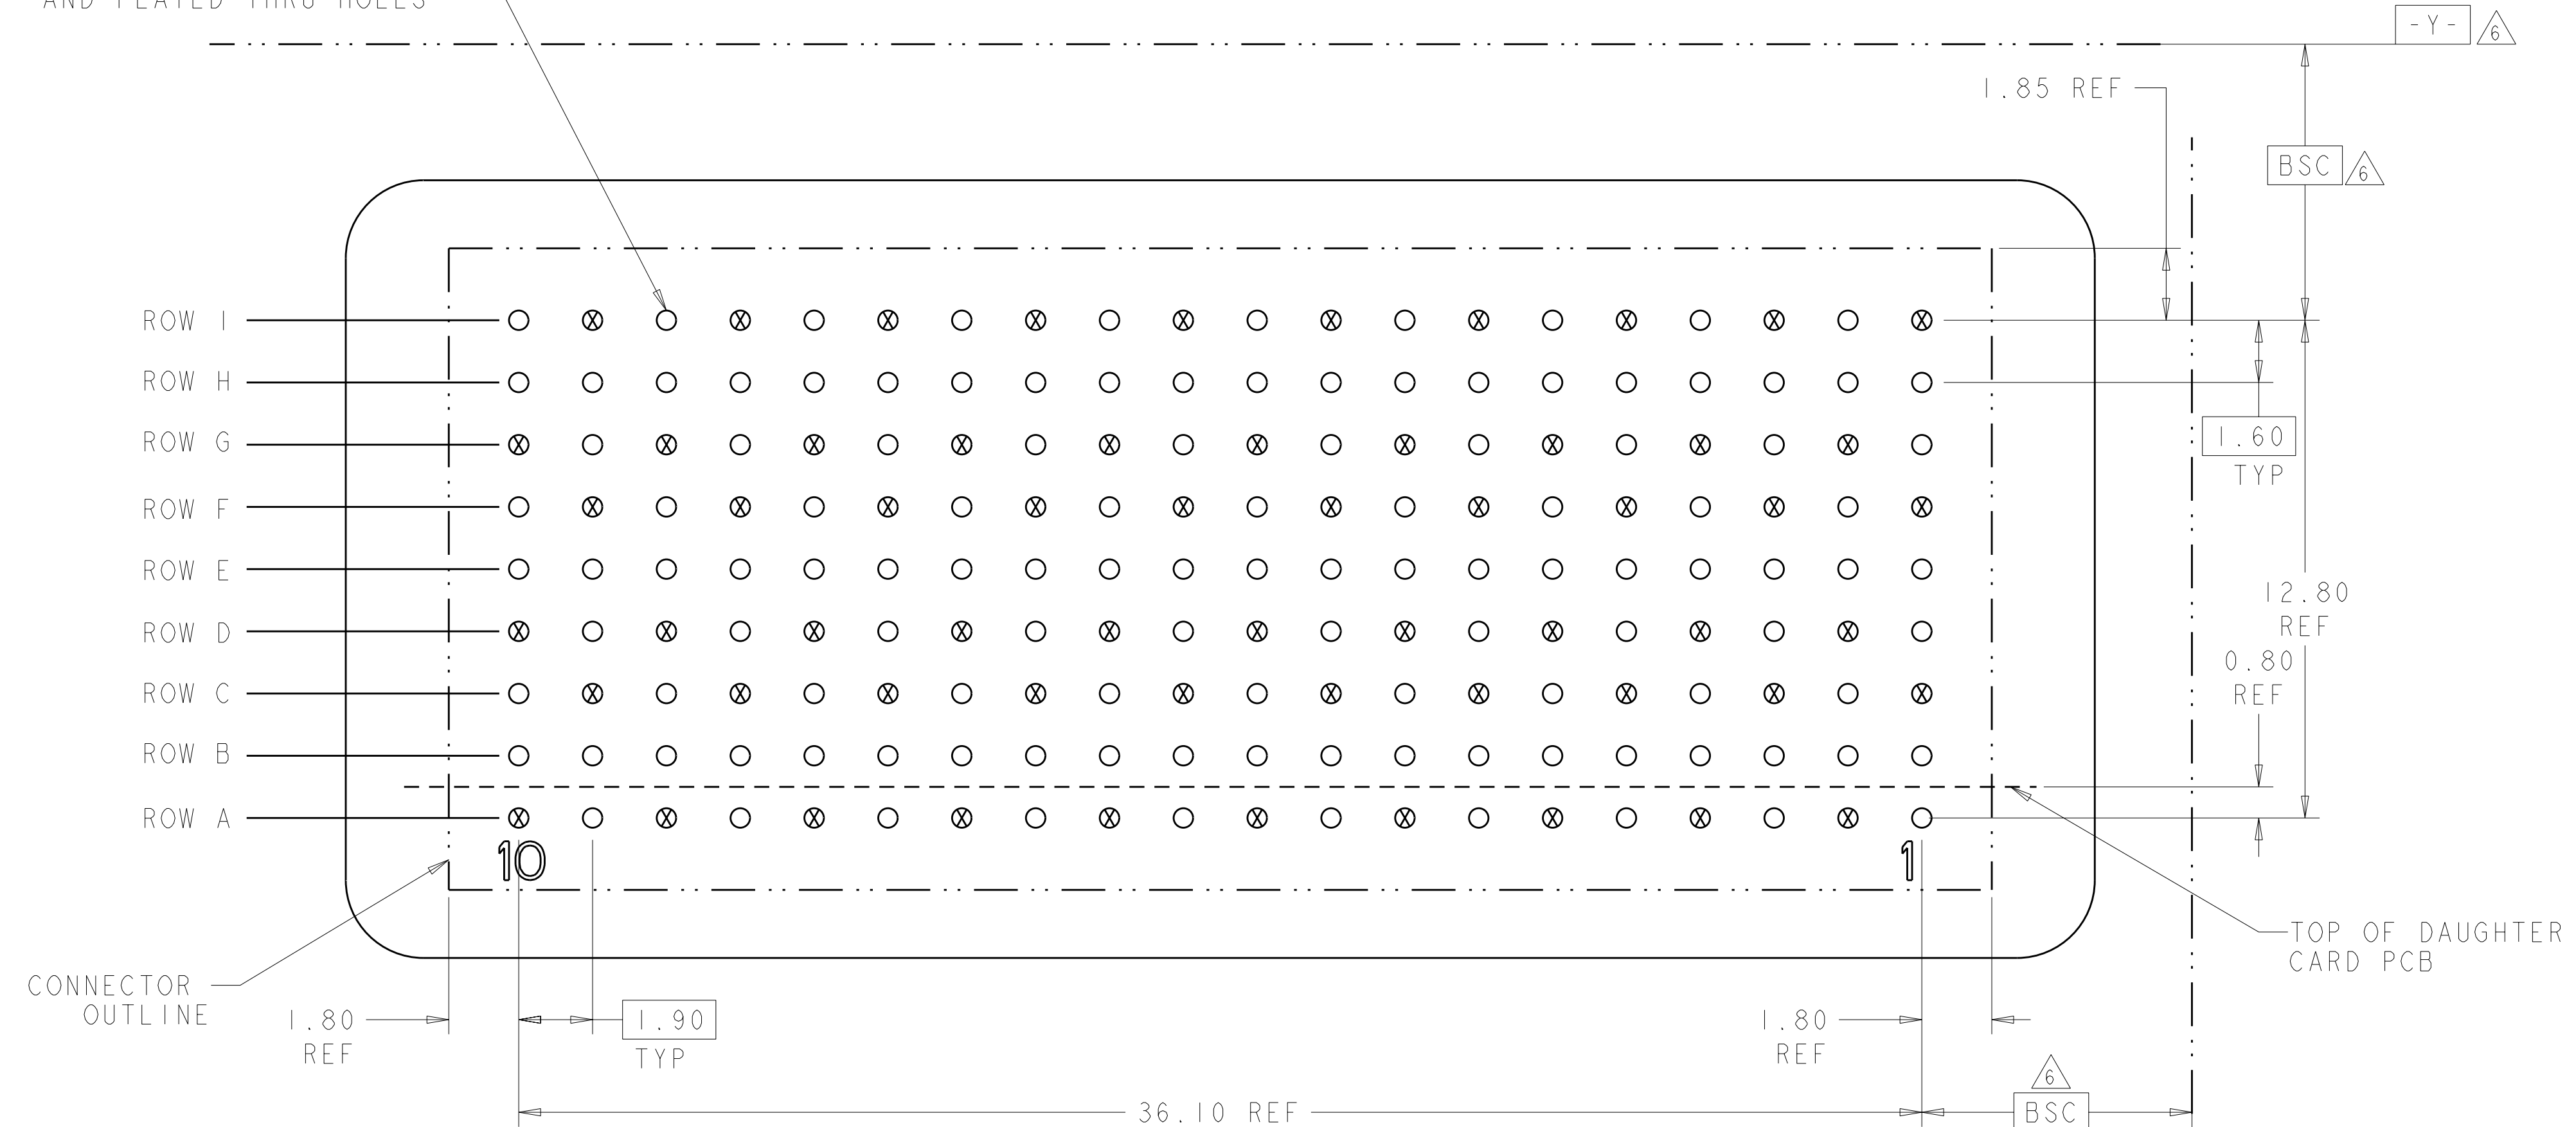 AND PLATED THRU HOLES
-Y- 6
1.85 REF
BSC 6
ROW I
ROW H
ROW G
1.60
TYP
ROW F
ROW E
12.80
REF
ROW D
0.80
REF
ROW C
ROW B
ROW A
10
1
TOP OF DAUGHTER
CARD PCB
CONNECTOR
OUTLINE
1.80
REF
1.90
TYP
1.80
REF
6
36.10 REF
BSC